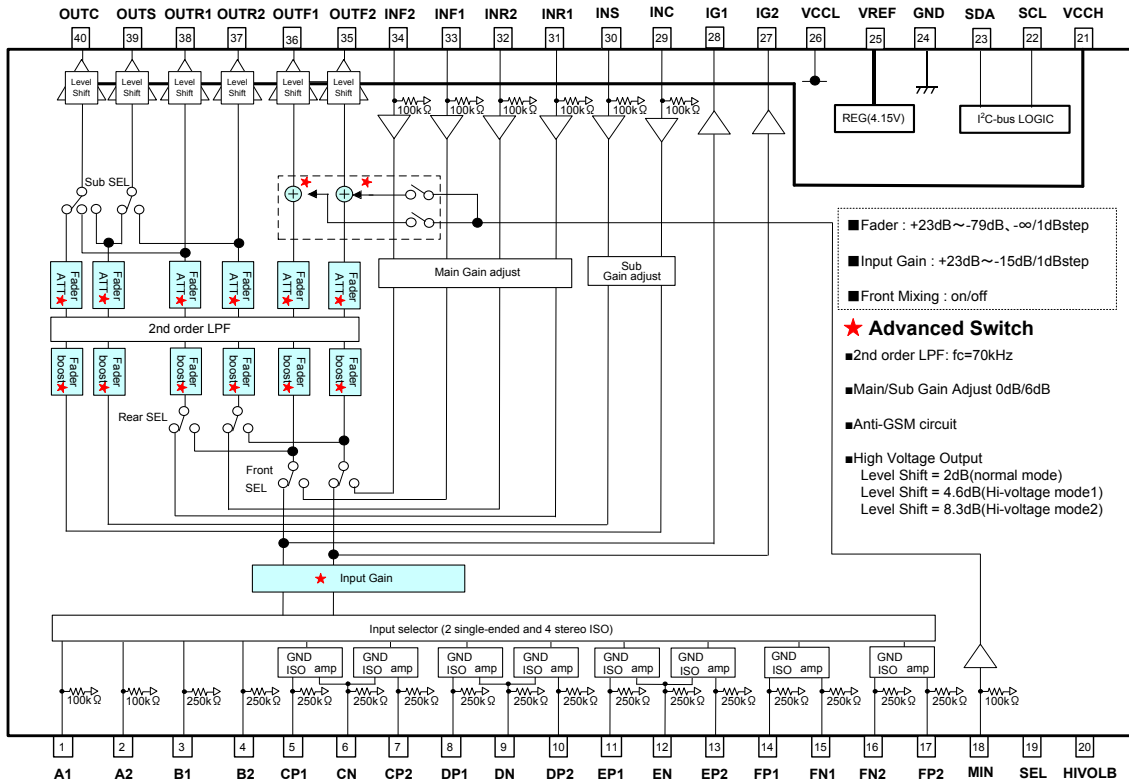 OUTC OUTS OUTR1 OUTR2 OUTF1 OUTF2 INF2 INF1 INR2 INR1 INS INC IG1 IG2 VCCL VREF GND SDA SCL VCCH
40 39 38 37 36 35 34 33 32 31 30 29 28 27 26 25 24 23 22 21
Level Shift Level Shift Level Shift Level Shift Level Shift Level Shift
100kΩ 100kΩ 100kΩ 100kΩ 100kΩ 100kΩ
REG(4.15V) I²C-bus LOGIC
Sub SEL
■Fader : +23dB~-79dB、-∞/1dBstep
■Input Gain : +23dB~-15dB/1dBstep
■Front Mixing : on/off
Main Gain adjust
Sub Gain adjust
Fader ATT★ Fader ATT★ Fader ATT★ Fader ATT★ Fader ATT★ Fader ATT★
2nd order LPF
Fader boost★ Fader boost★ Fader boost★ Fader boost★ Fader boost★ Fader boost★
★ Advanced Switch
■2nd order LPF: fc=70kHz
■Main/Sub Gain Adjust 0dB/6dB
■Anti-GSM circuit
■High Voltage Output
Level Shift = 2dB(normal mode)
Level Shift = 4.6dB(Hi-voltage mode1)
Level Shift = 8.3dB(Hi-voltage mode2)
Rear SEL
Front
SEL
★ Input Gain
Input selector (2 single-ended and 4 stereo ISO)
GND ISO amp GND ISO amp GND ISO amp GND ISO amp GND ISO amp GND ISO amp GND ISO amp GND ISO amp
100kΩ 100kΩ 250kΩ 250kΩ 250kΩ 250kΩ 250kΩ 250kΩ 250kΩ 250kΩ 250kΩ 250kΩ 250kΩ 250kΩ 250kΩ 250kΩ 250kΩ 100kΩ
1 2 3 4 5 6 7 8 9 10 11 12 13 14 15 16 17 18 19 20
A1 A2 B1 B2 CP1 CN CP2 DP1 DN DP2 EP1 EN EP2 FP1 FN1 FN2 FP2 MIN SEL HIVOLB